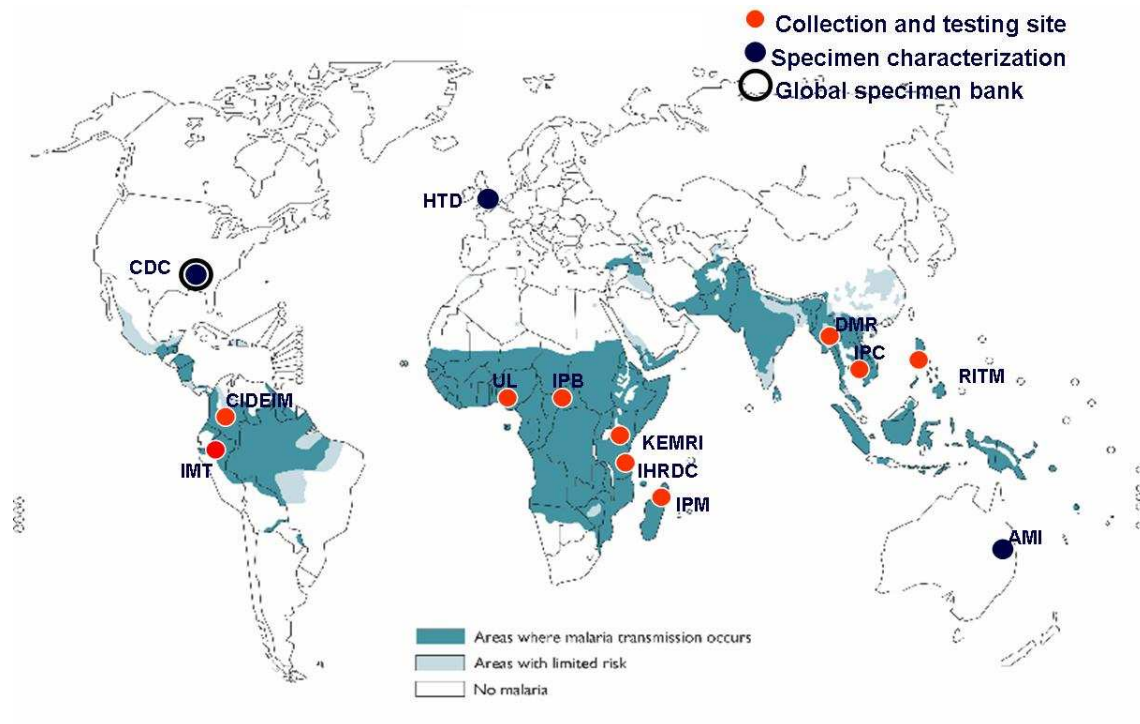 Collection and testing site
Specimen characterization
Global specimen bank
HTD
CDC
DMR
IPC
RITM
UL
IPB
CIDEIM
KEMRI
IMT
IHRDC
IPM
AMI
Areas where malaria transmission occurs
Areas with limited risk
No malaria